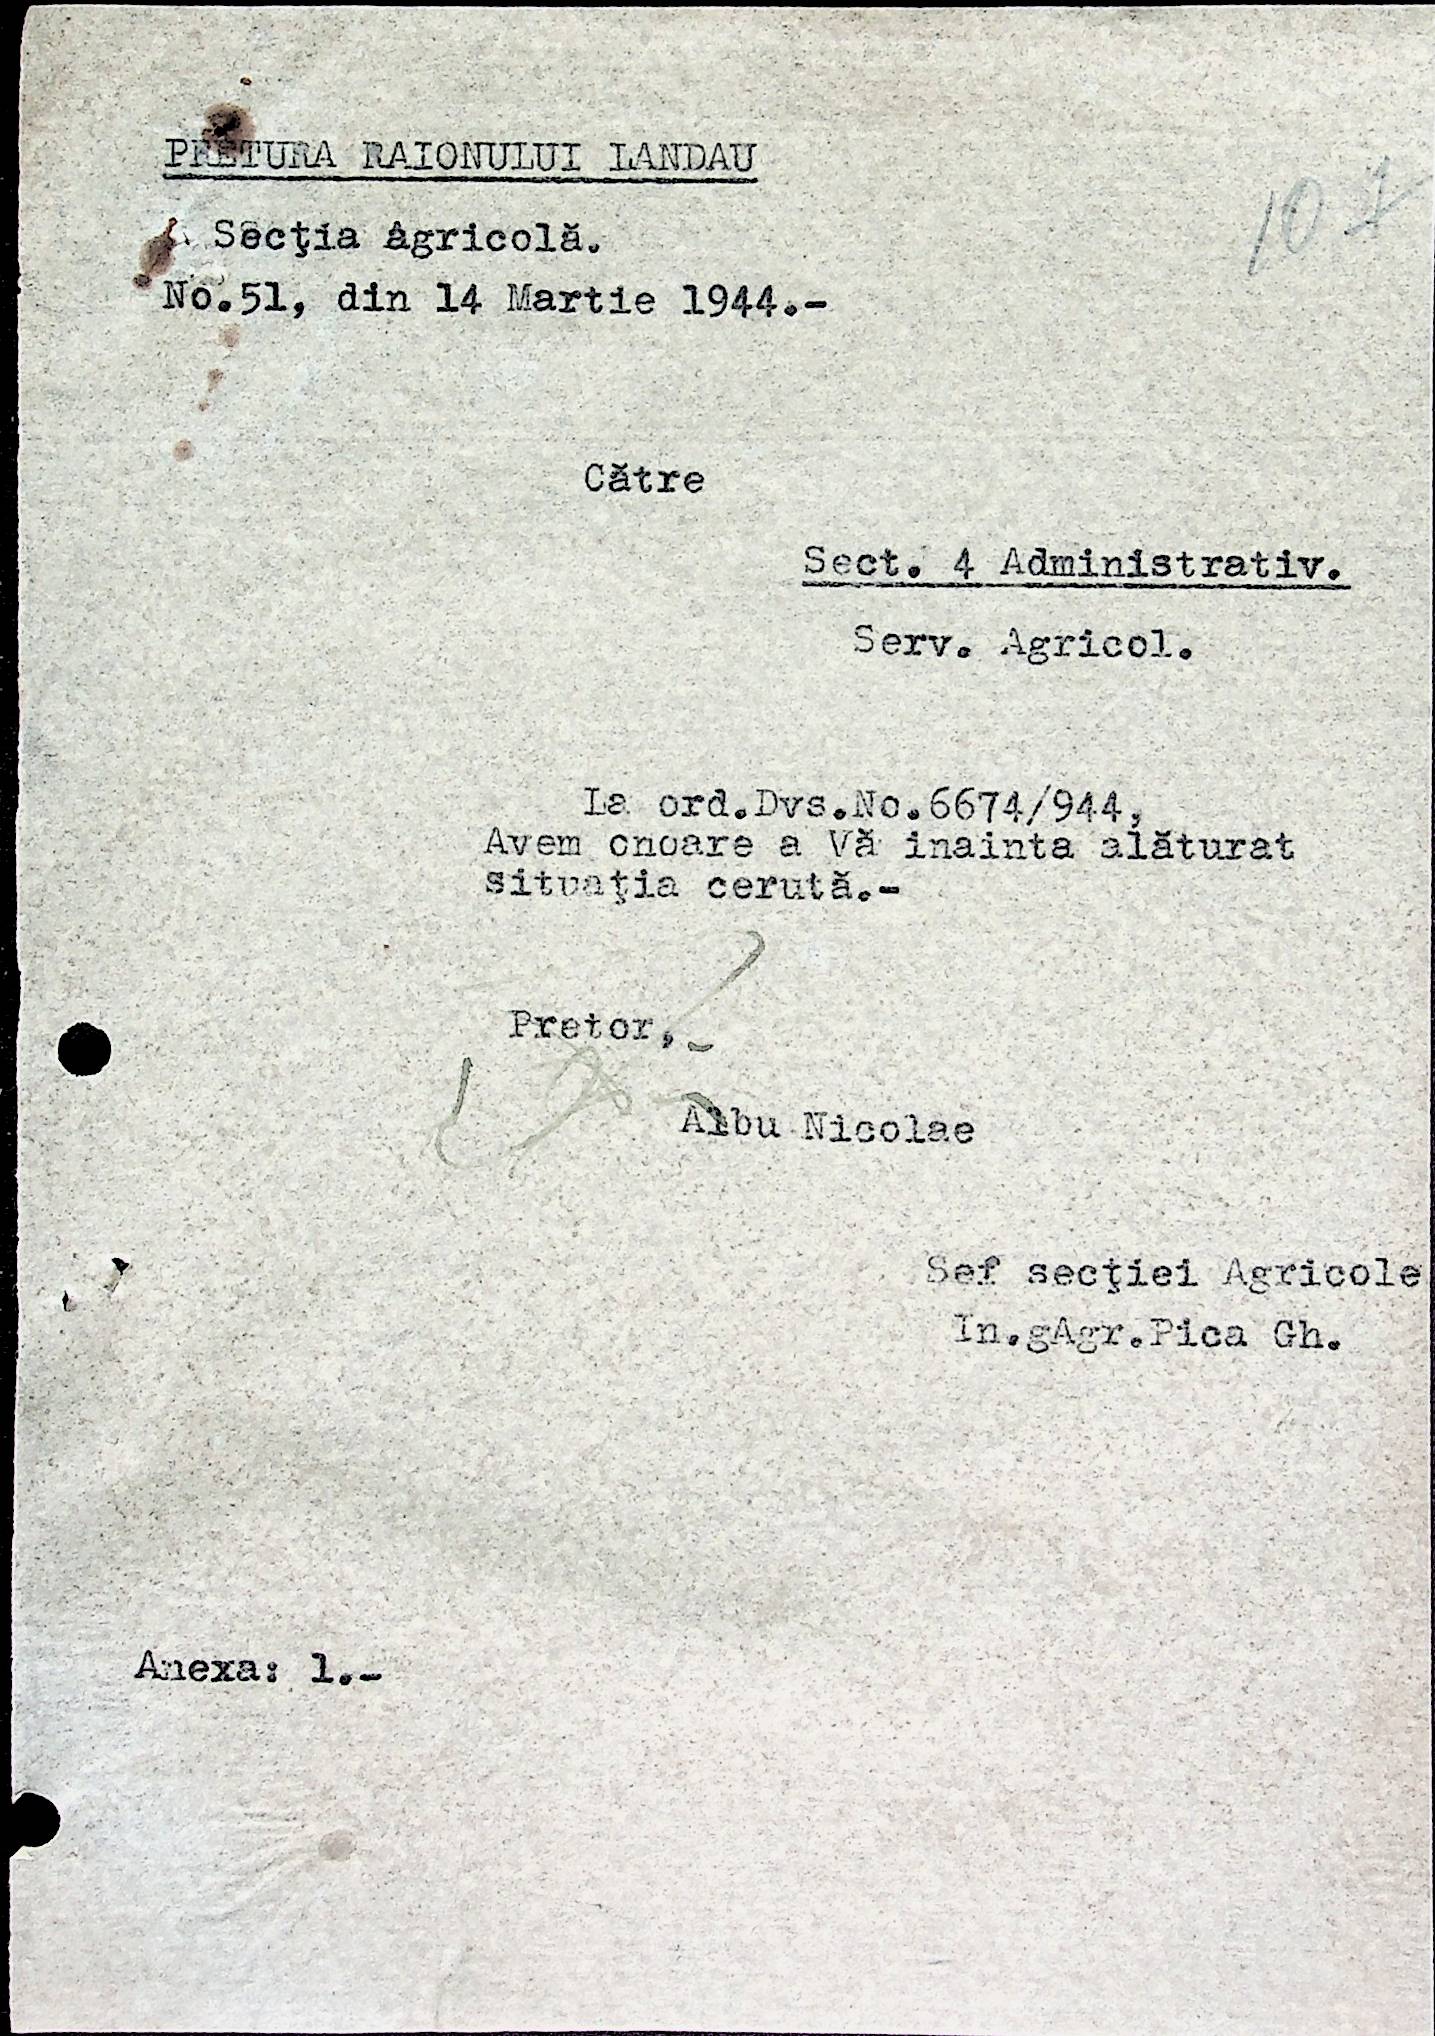 PRETURA RAIONULUI LANDAU
107
Secţia Agricolă.
No.51, din 14 Martie 1944.-
Către
Sect. 4 Administrativ.
Serv. Agricol.
La ord.Dvs.No.6674/944,
Avem onoare a Vă inainta alăturat
situaţia cerută.-
Pretor,
Albu Nicolae
Sef secţiei Agricole
In.gAgr.Pica Gh.
Anexa: 1.-